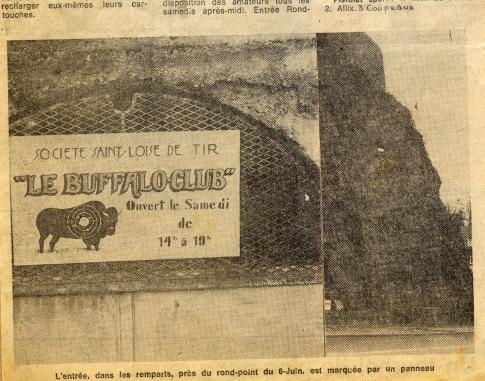 recharger eux-mêmes leurs car-
touches.
disposition des amateurs tous les
samedis après-midi. Entrée Rond-
2. Allix. 3 Coupeaux
SOCIETE SAINT-LOISE DE TIR
"LE BUFFALO-CLUB"
Ouvert le Samedi
de
14h à 19h
L'entrée, dans les remparts, près du rond-point du 6-Juin, est marquée par un panneau